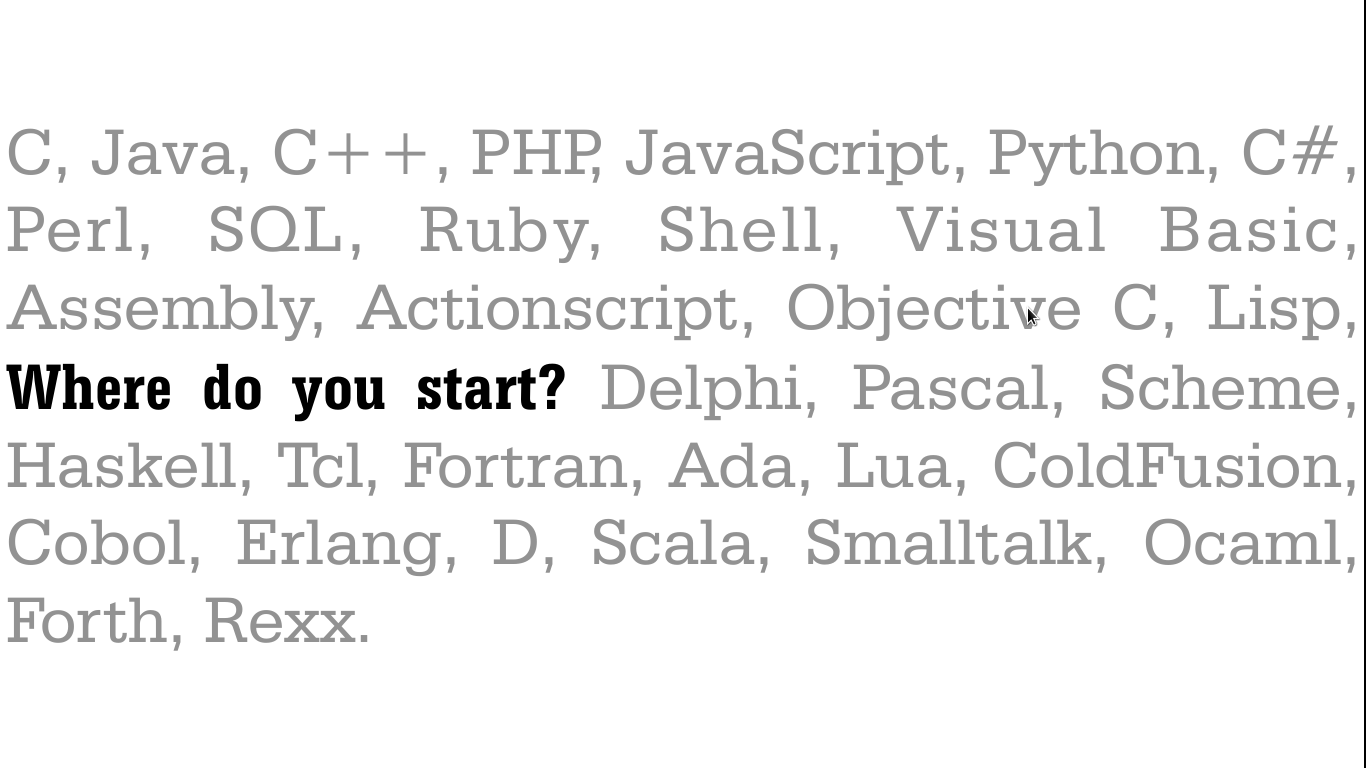 C, Java, C++, PHP, JavaScript, Python, C#,
Perl, SQL, Ruby, Shell, Visual Basic,
Assembly, Actionscript, Objective C, Lisp,
Where do you start? Delphi, Pascal, Scheme,
Haskell, Tcl, Fortran, Ada, Lua, ColdFusion,
Cobol, Erlang, D, Scala, Smalltalk, Ocaml,
Forth, Rexx.